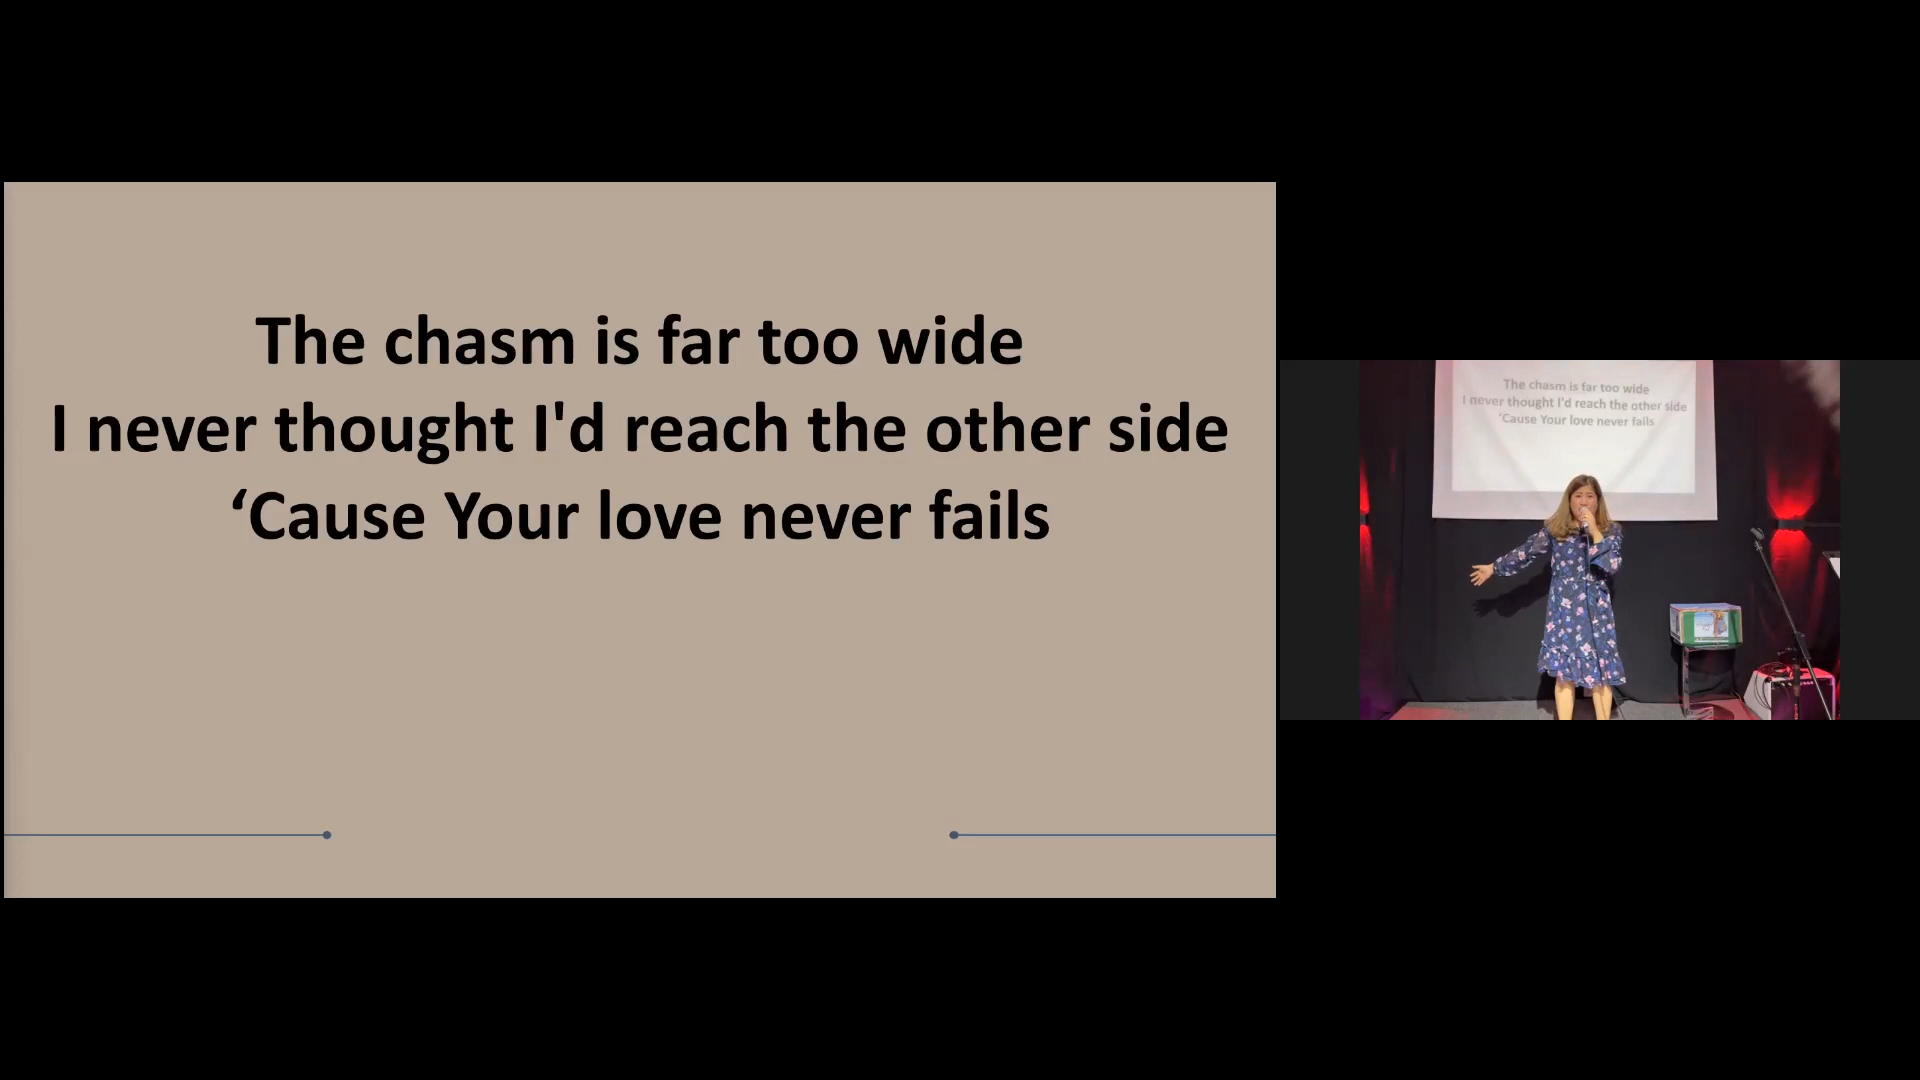 The chasm is far too wide
I never thought I'd reach the other side
‘Cause Your love never fails
The chasm is far too wide
I never thought I'd reach the other side
‘Cause Your love never fails